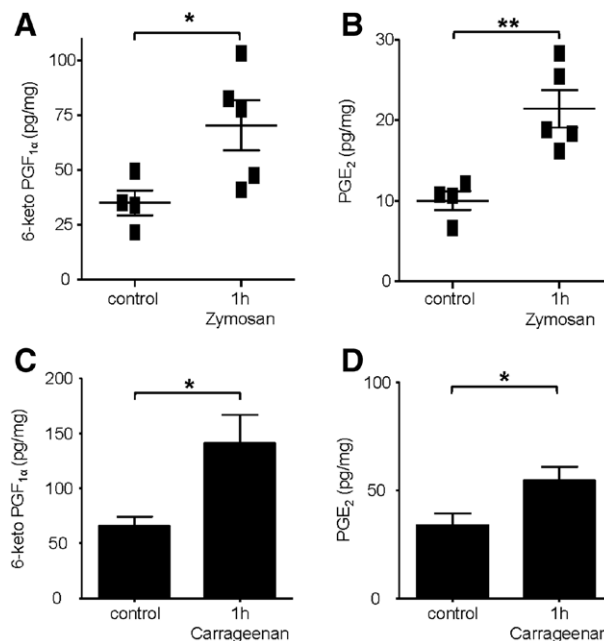 A
6-keto PGF1α (pg/mg)
100
75
50
25
0
*
control
1h
Zymosan
B
PGE2 (pg/mg)
30
20
10
0
**
control
1h
Zymosan
C
6-keto PGF1α (pg/mg)
200
150
100
50
0
*
control
1h
Carrageenan
D
PGE2 (pg/mg)
100
50
0
*
control
1h
Carrageenan